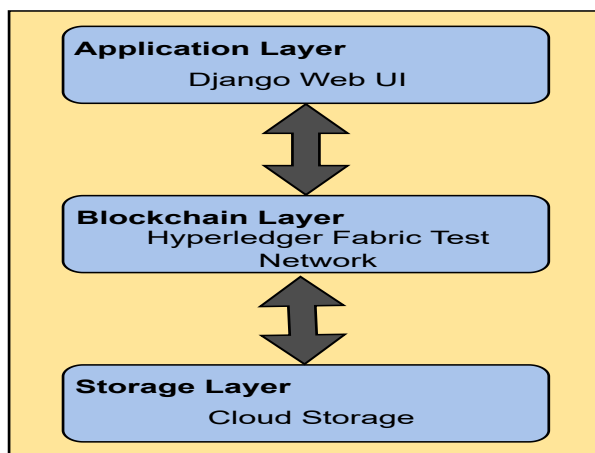 Application Layer
Django Web UI
Blockchain Layer
Hyperledger Fabric Test
Network
Storage Layer
Cloud Storage